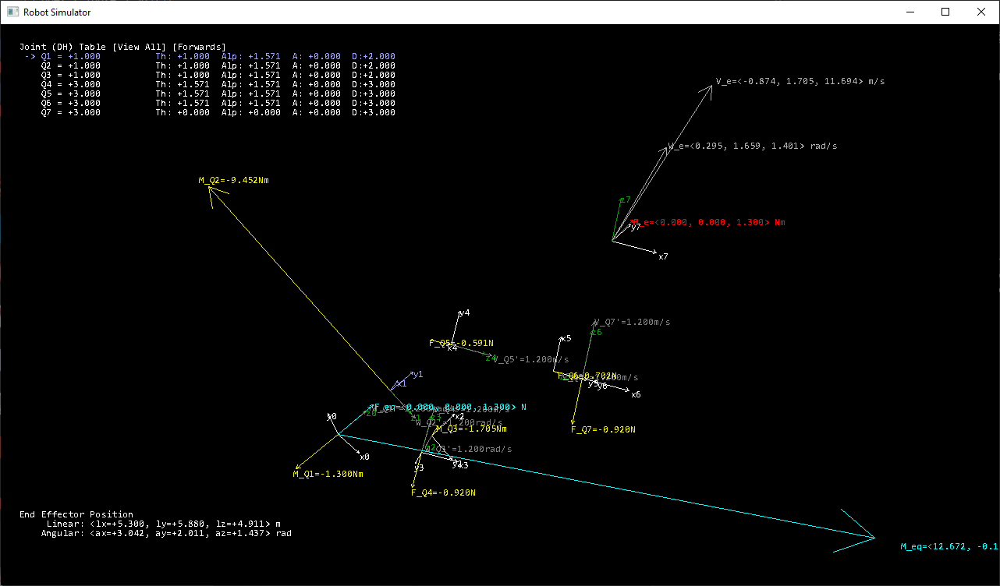 Robot Simulator
Joint (DH) Table [View All] [Forwards]
-> Q1 = +1.000 Th: +1.000 Alp: +1.571 A: +0.000 D:+2.000
Q2 = +1.000 Th: +1.000 Alp: +1.571 A: +0.000 D:+2.000
Q3 = +1.000 Th: +1.000 Alp: +1.571 A: +0.000 D:+2.000
Q4 = +3.000 Th: +1.571 Alp: +1.571 A: +0.000 D:+3.000
Q5 = +3.000 Th: +1.571 Alp: +1.571 A: +0.000 D:+3.000
Q6 = +3.000 Th: +1.571 Alp: +1.571 A: +0.000 D:+3.000
Q7 = +3.000 Th: +0.000 Alp: +0.000 A: +0.000 D:+3.000
V_e=<-0.874, 1.705, 11.694> m/s
W_e=<0.295, 1.659, 1.401> rad/s
M_Q2=-9.452Nm
z7
y7
_e=<0.000, 0.000, 1.300> Nm
x7
y4
V_Q7'=1.200m/s
z6
x5
F_Q5=-0.591N
x4
z4
V_Q5'=1.200m/s
y1
x1
F_Q6=0.702N
y5
y6
x6
F_eq=<0.000, 0.000, 1.300> N
z0
y0
z1
z3
x2
W_Q2'=1.200rad/s
M_Q3=-1.705Nm
F_Q7=-0.920N
z2
_Q3'=1.200rad/s
x0
y3
x3
M_Q1=-1.300Nm
F_Q4=-0.920N
End Effector Position
Linear: <lx=+5.300, ly=+5.880, lz=+4.911> m
Angular: <ax=+3.042, ay=+2.011, az=+1.437> rad
M_eq=<12.672, -0.1